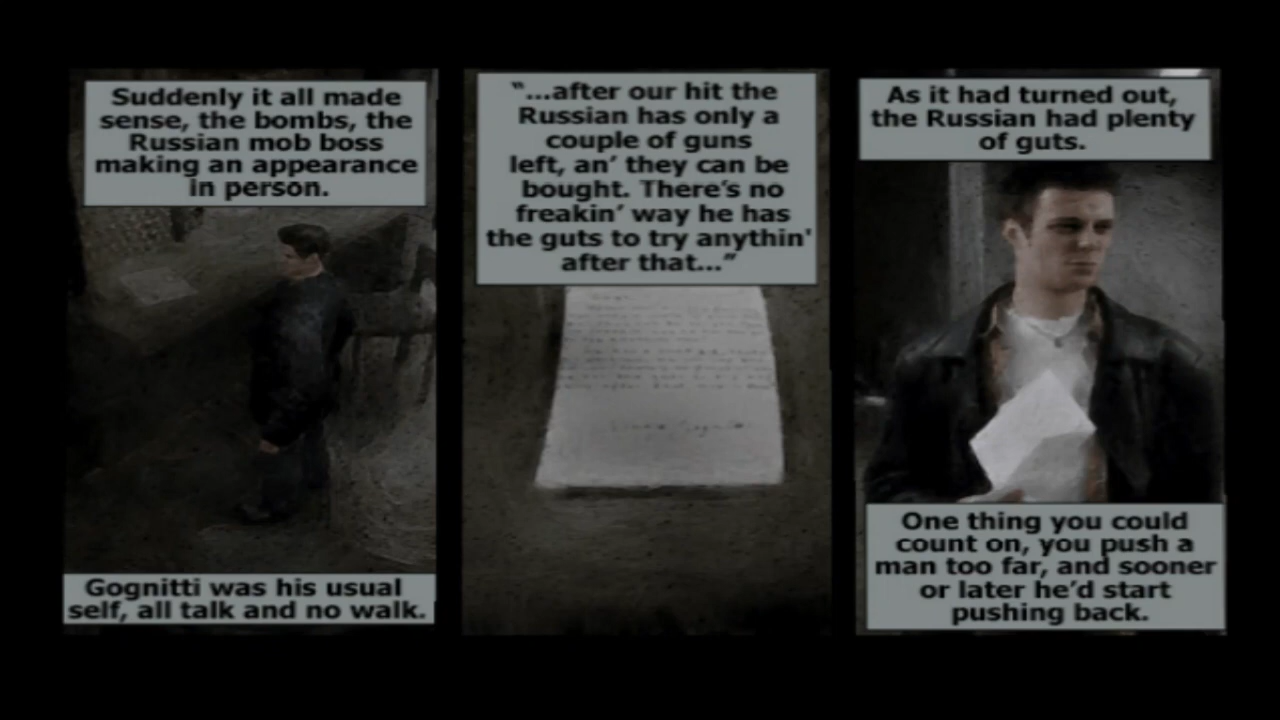 Suddenly it all made
sense, the bombs, the
Russian mob boss
making an appearance
in person.
Gognitti was his usual
self, all talk and no walk.
“...after our hit the
Russian has only a
couple of guns
left, an’ they can be
bought. There’s no
freakin’ way he has
the guts to try anythin'
after that...”
As it had turned out,
the Russian had plenty
of guts.
One thing you could
count on, you push a
man too far, and sooner
or later he’d start
pushing back.